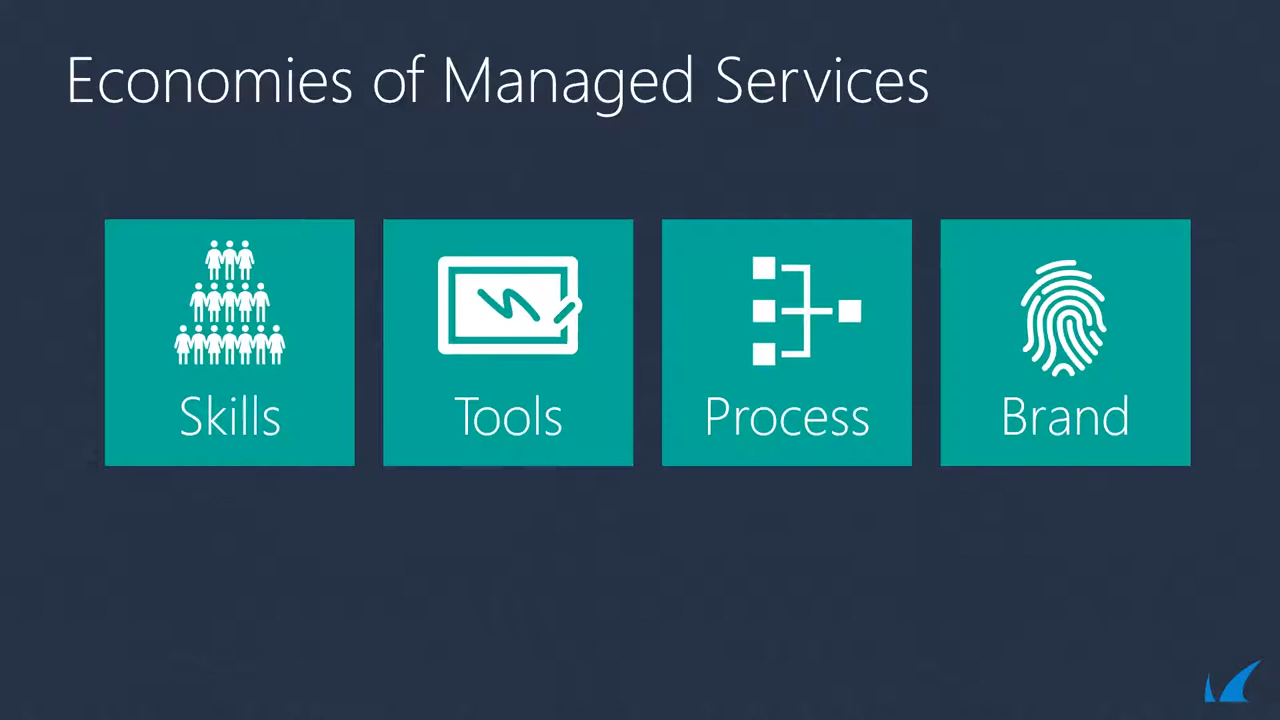 Economies of Managed Services
Skills
Tools
Process
Brand